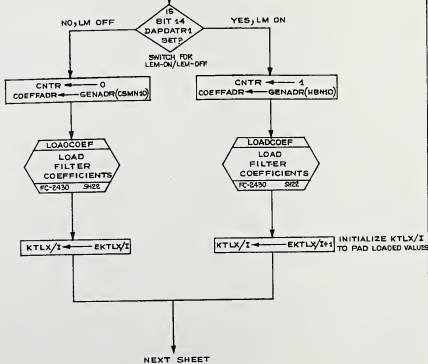 IS
BIT 14
DAPDATR1
SET?
NO, LM OFF
YES, LM ON
SWITCH FOR
LEM-ON/LEM-OFF
CNTR ← 0
COEFFADR ← GENADR(CSMN10)
CNTR ← 1
COEFFADR ← GENADR(HBN10)
LOADCOEF
LOAD
FILTER
COEFFICIENTS
FC-2430 SH22
LOADCOEF
LOAD
FILTER
COEFFICIENTS
FC-2430 SH22
KTLX/I ← EKTLX/I
KTLX/I ← EKTLX/I+1
INITIALIZE KTLX/I
TO PAD LOADED VALUES
NEXT SHEET